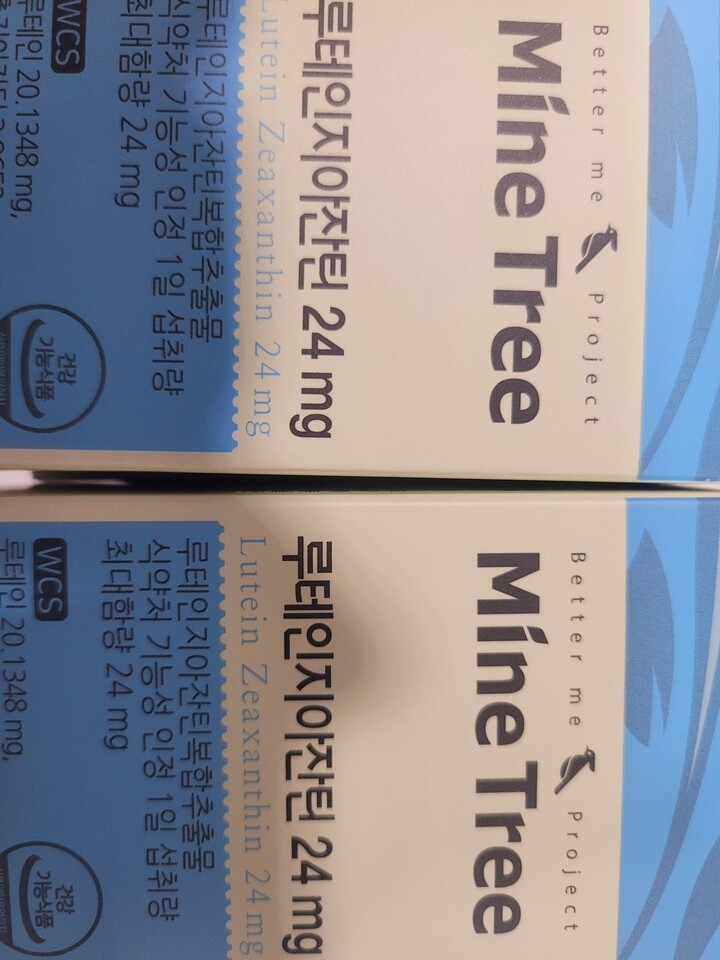 Better me Project
Mine Tree
루테인지아잔틴 24 mg
Lutein Zeaxanthin 24mg
루테인지아잔틴복합추출물
식약처 기능성 인정 1일 섭취량
최대함량 24 mg
WCS
루테인 20.1348 mg,
건강
기능식품
Better me Project
Mine Tree
루테인지아잔틴 24 mg
Lutein Zeaxanthin 24mg
루테인지아잔틴복합추출물
식약처 기능성 인정 1일 섭취량
최대함량 24 mg
WCS
루테인 20.1348 mg,
건강
기능식품